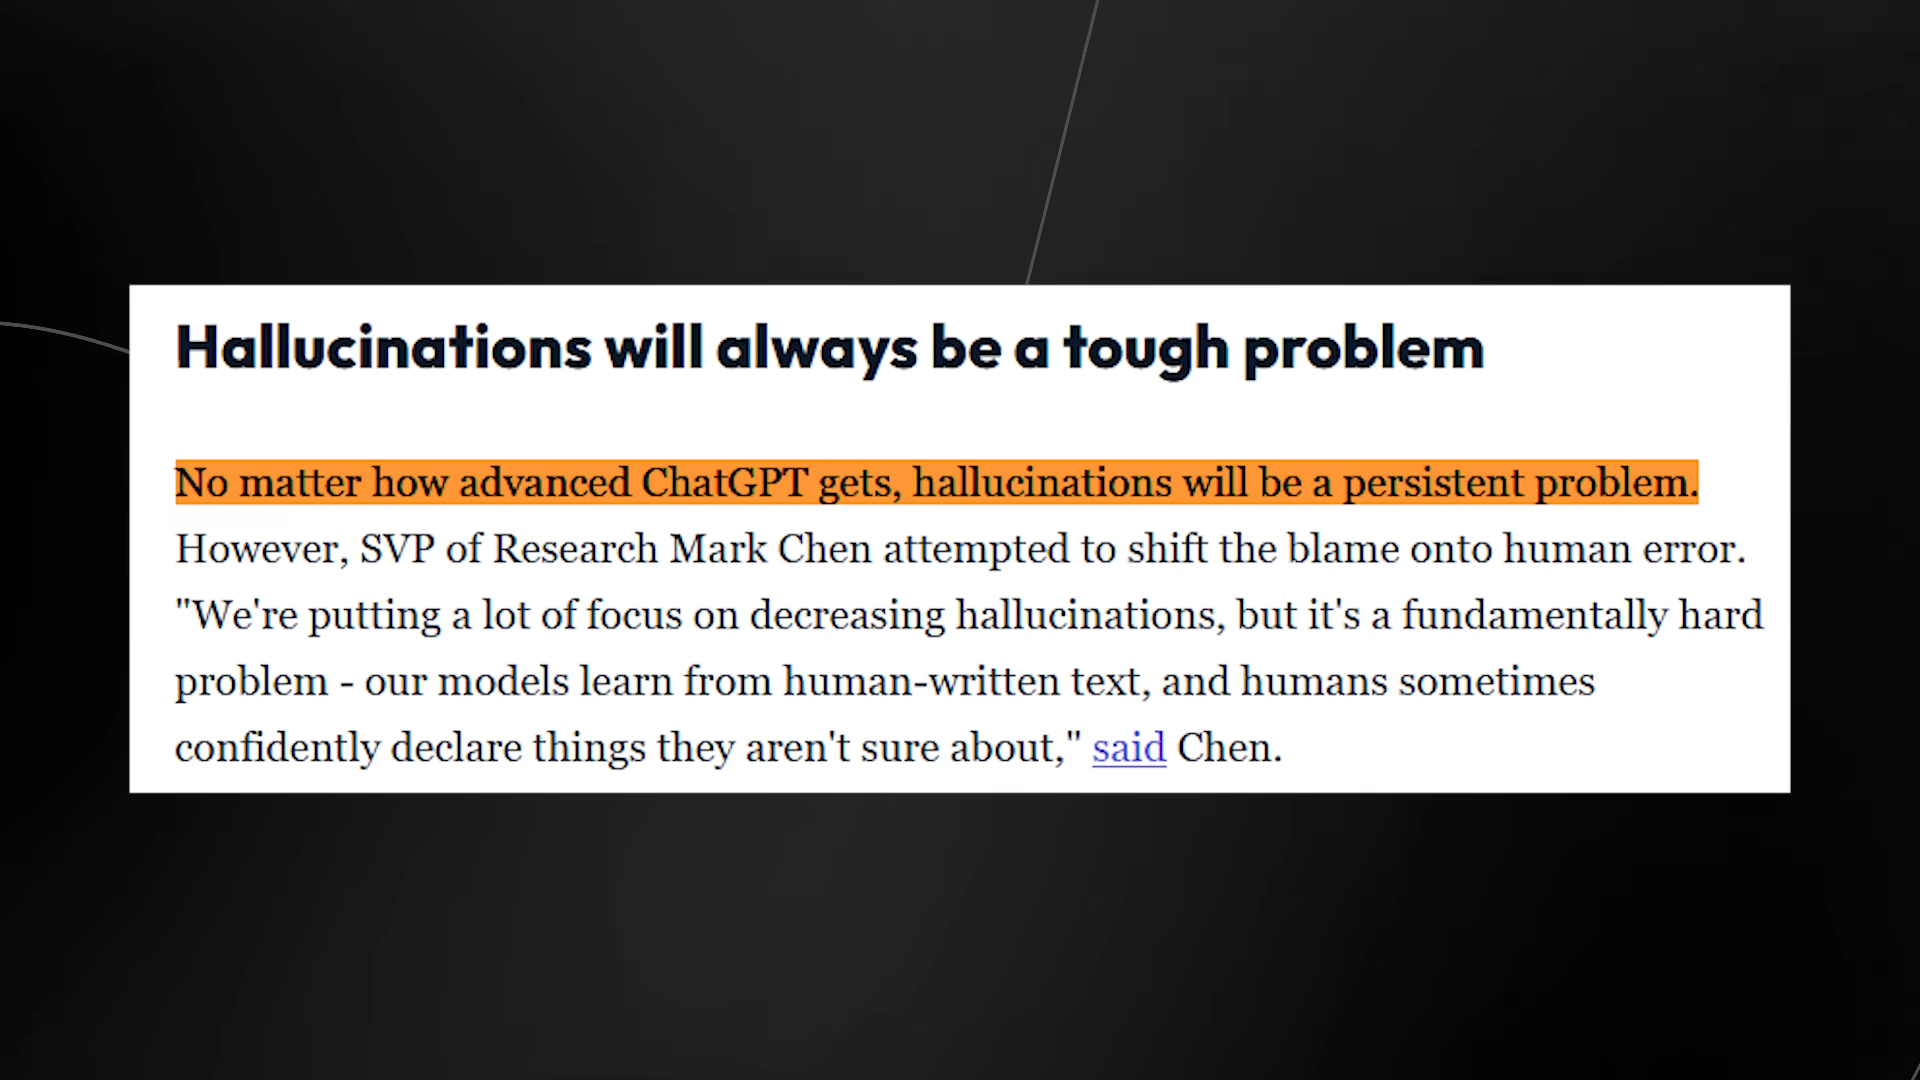 Hallucinations will always be a tough problem
No matter how advanced ChatGPT gets, hallucinations will be a persistent problem.
However, SVP of Research Mark Chen attempted to shift the blame onto human error.
"We're putting a lot of focus on decreasing hallucinations, but it's a fundamentally hard
problem - our models learn from human-written text, and humans sometimes
confidently declare things they aren't sure about," said Chen.